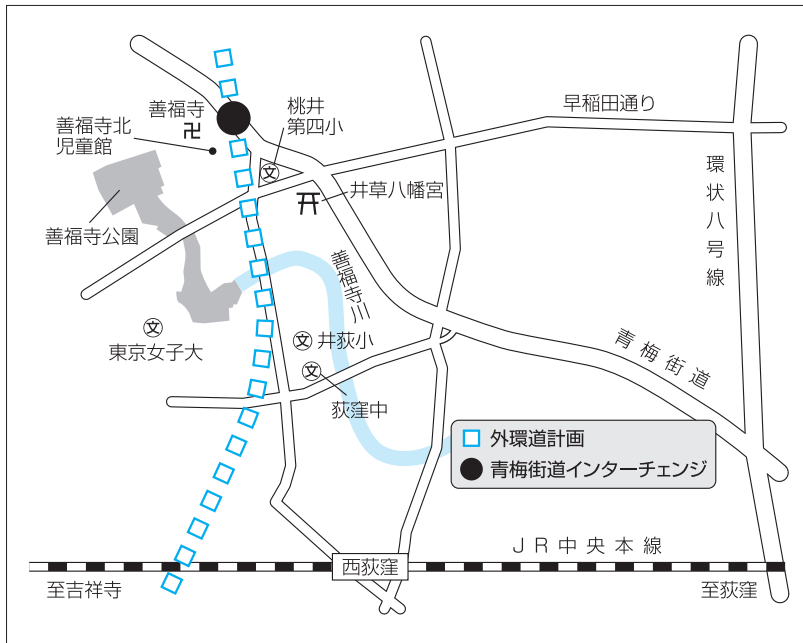 善福寺
桃井
第四小
早稲田通り
善福寺北
児童館
文
環状八号線
井草八幡宮
善福寺公園
善福寺川
文
東京女子大
文
井荻小
青梅街道
文
荻窪中
外環道計画
青梅街道インターチェンジ
JR中央本線
西荻窪
至吉祥寺
至荻窪